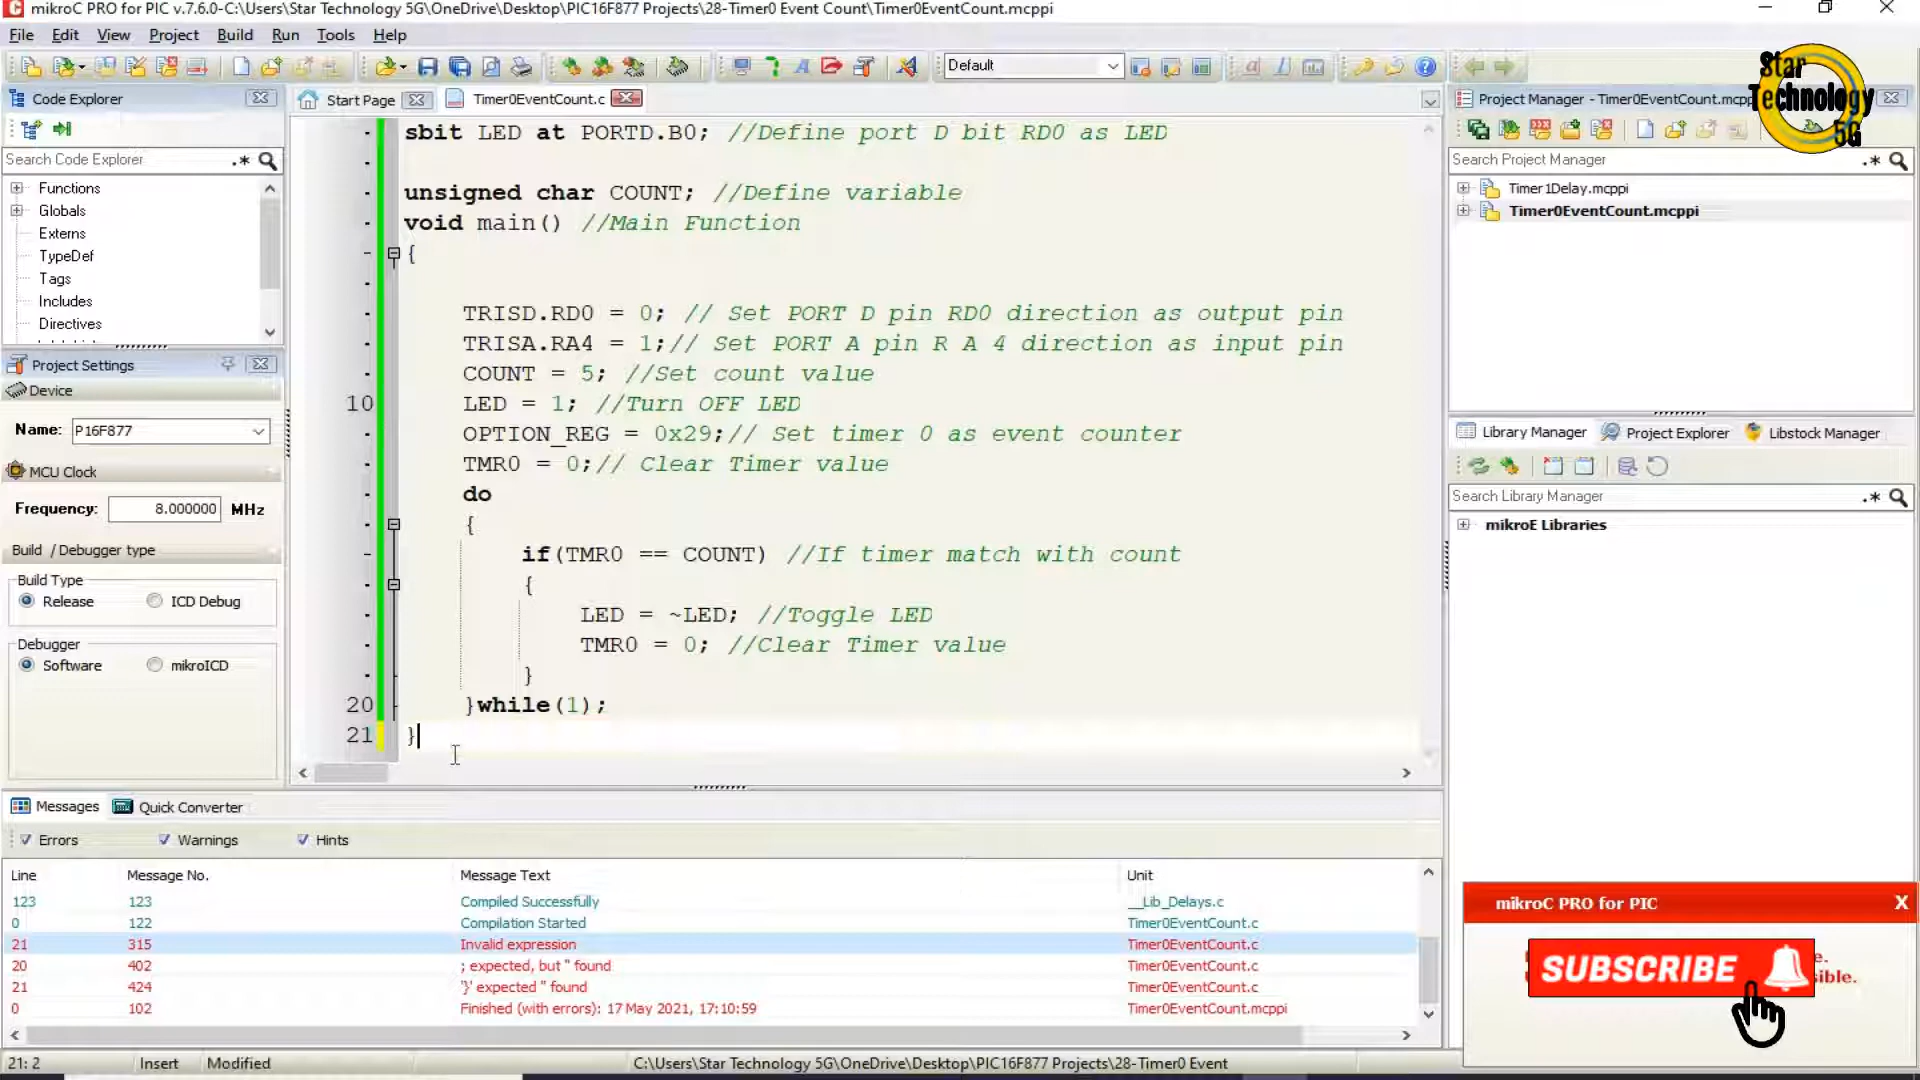 mikroC PRO for PIC v.7.6.0-C:\Users\Star Technology 5G\OneDrive\Desktop\PIC16F877 Projects\28-Timer0 Event Count\Timer0EventCount.mcppi
File Edit View Project Build Run Tools Help
Default
Star Technology 5G
Code Explorer
Start Page
Timer0EventCount.c
Project Manager - Timer0EventCount.mcpp
Search Code Explorer
Functions
Globals
Externs
TypeDef
Tags
Includes
Directives
Project Settings
Device
Name: P16F877
MCU Clock
Frequency: 8.000000 MHz
Build / Debugger type
Build Type
Release ICD Debug
Debugger
Software mikroICD
sbit LED at PORTD.B0; //Define port D bit RD0 as LED
unsigned char COUNT; //Define variable
void main() //Main Function
{
TRISD.RD0 = 0; // Set PORT D pin RD0 direction as output pin
TRISA.RA4 = 1;// Set PORT A pin R A 4 direction as input pin
COUNT = 5; //Set count value
10 LED = 1; //Turn OFF LED
OPTION_REG = 0x29;// Set timer 0 as event counter
TMR0 = 0;// Clear Timer value
do
{
if(TMR0 == COUNT) //If timer match with count
{
LED = ~LED; //Toggle LED
TMR0 = 0; //Clear Timer value
}
20 }while(1);
21 }
Search Project Manager
Timer1Delay.mcppi
Timer0EventCount.mcppi
Library Manager Project Explorer Libstock Manager
Search Library Manager
mikroE Libraries
Messages Quick Converter
Errors Warnings Hints
Line Message No. Message Text Unit
123 123 Compiled Successfully __Lib_Delays.c
0 122 Compilation Started Timer0EventCount.c
21 315 Invalid expression Timer0EventCount.c
20 402 ; expected, but '' found Timer0EventCount.c
21 424 '}' expected '' found Timer0EventCount.c
0 102 Finished (with errors): 17 May 2021, 17:10:59 Timer0EventCount.mcppi
mikroC PRO for PIC X
SUBSCRIBE
21: 2 Insert Modified C:\Users\Star Technology 5G\OneDrive\Desktop\PIC16F877 Projects\28-Timer0 Event